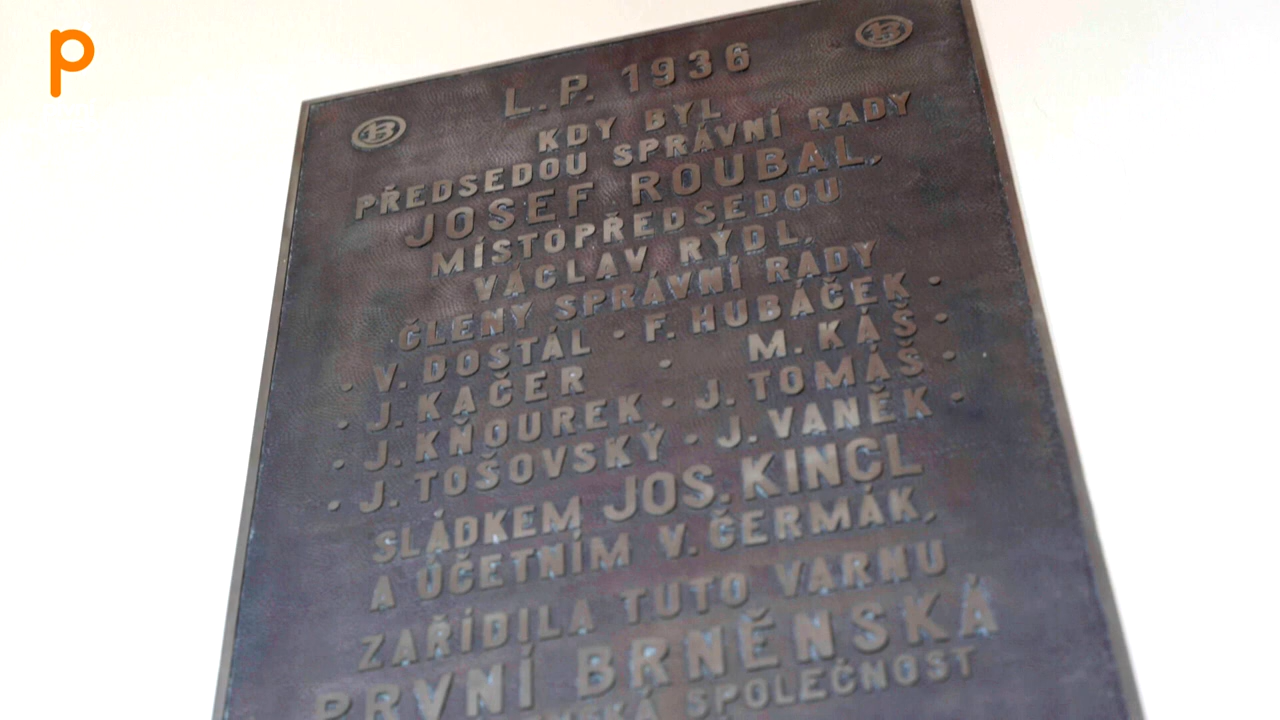 p
L.P. 1936
KDY BYL
PŘEDSEDOU SPRÁVNÍ RADY
JOSEF ROUBAL,
MÍSTOPŘEDSEDOU
VÁCLAV RÝDL,
ČLENY SPRÁVNÍ RADY
· V. DOSTÁL · F. HUBÁČEK ·
· J. KAČER · M. KÁŠ ·
· J. KŇOUREK · J. TOMÁŠ ·
· J. TOŠOVSKÝ · J. VANĚK ·
SLÁDKEM JOS. KINCL
A ÚČETNÍM V. ČERMÁK,
ZAŘÍDILA TUTO VARNU
PRVNÍ BRNĚNSKÁ
SPOLEČNOST